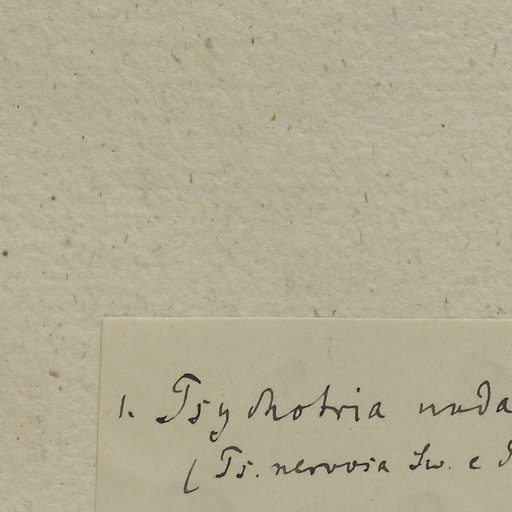 1. Psychotria nuda
( Ps. nervosa Sw. e